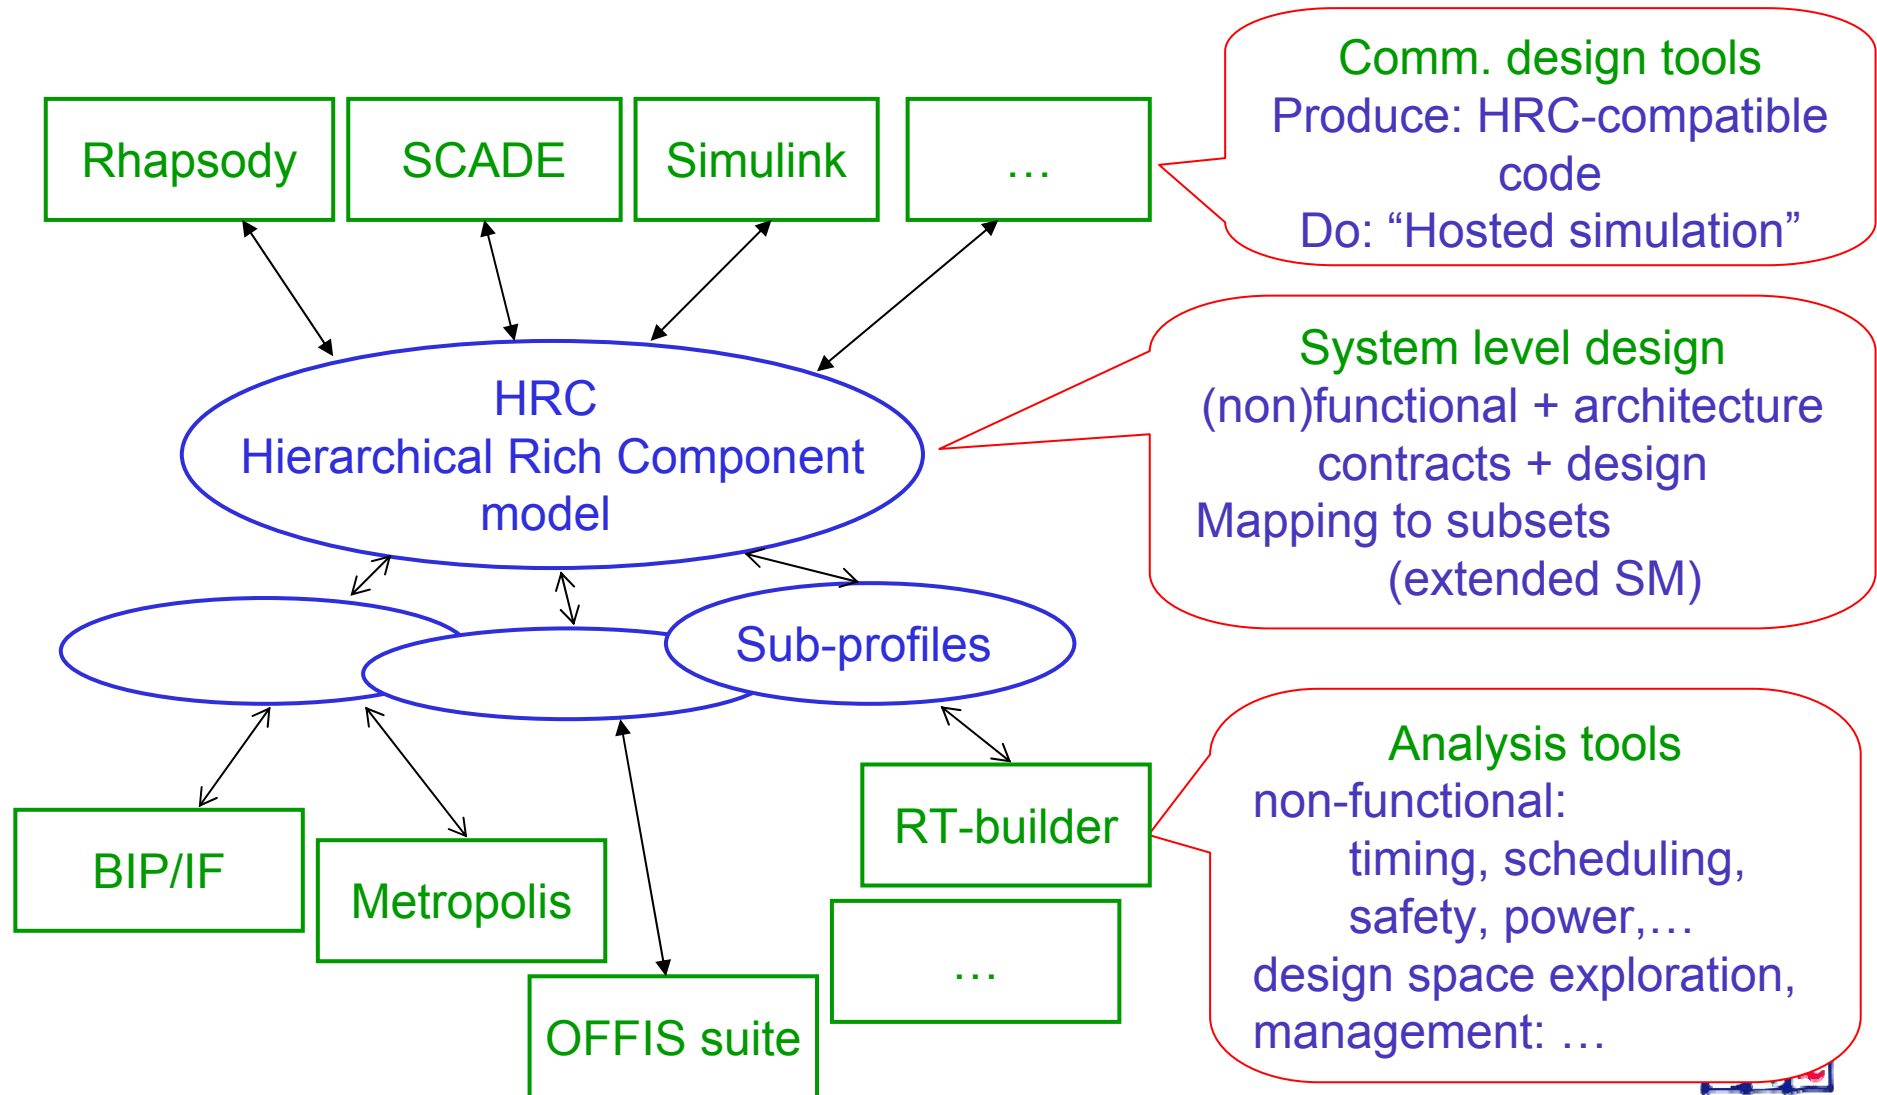 Comm. design tools
Produce: HRC-compatible
code
Do: “Hosted simulation”
Rhapsody
SCADE
Simulink
…
System level design
(non)functional + architecture
contracts + design
Mapping to subsets
(extended SM)
HRC
Hierarchical Rich Component
model
Sub-profiles
Analysis tools
non-functional:
timing, scheduling,
safety, power,…
design space exploration,
management: …
RT-builder
BIP/IF
Metropolis
…
OFFIS suite